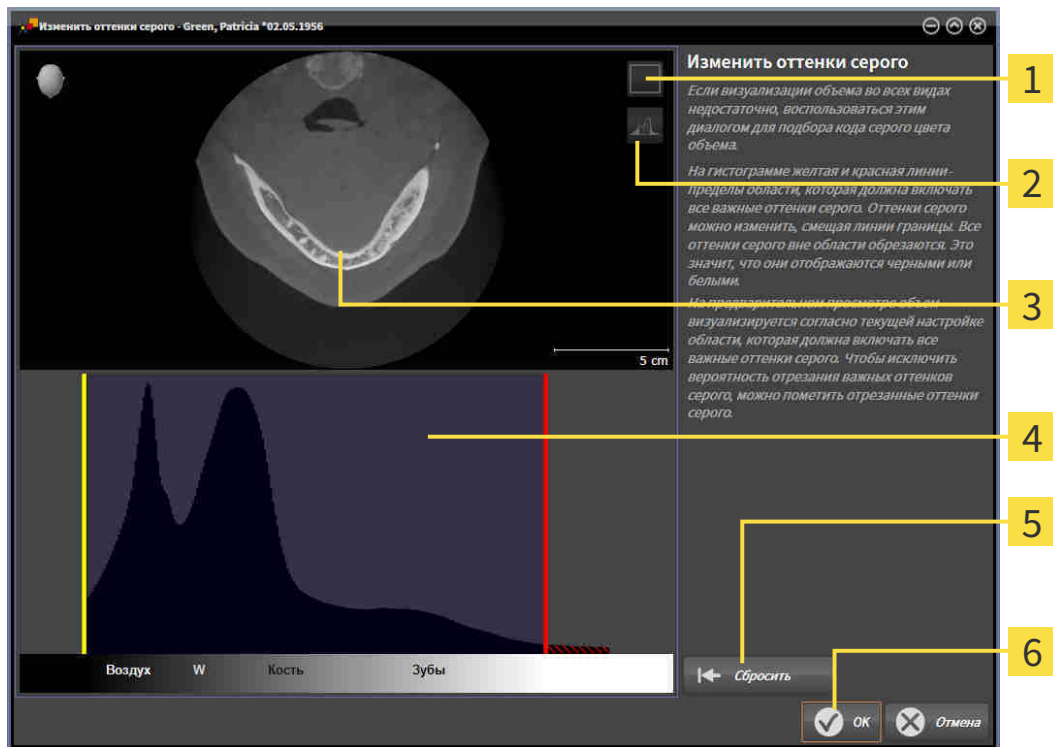 Изменить оттенки серого - Green, Patricia *02.05.1956
5 cm
Воздух W Кость Зубы
Изменить оттенки серого
Если визуализации объема во всех видах
недостаточно, воспользоваться этим
диалогом для подбора кода серого цвета
объема.
На гистограмме желтая и красная линии-
пределы области, которая должна включать
все важные оттенки серого. Оттенки серого
можно изменить, смещая линии границы. Все
оттенки серого вне области обрезаются. Это
значит, что они отображаются черными или
белыми.
На предварительном просмотре объем
визуализируется согласно текущей настройке
области, которая должна включать все
важные оттенки серого. Чтобы исключить
вероятность отрезания важных оттенков
серого, можно пометить отрезанные оттенки
серого.
Сбросить
OK Отмена
1
2
3
4
5
6